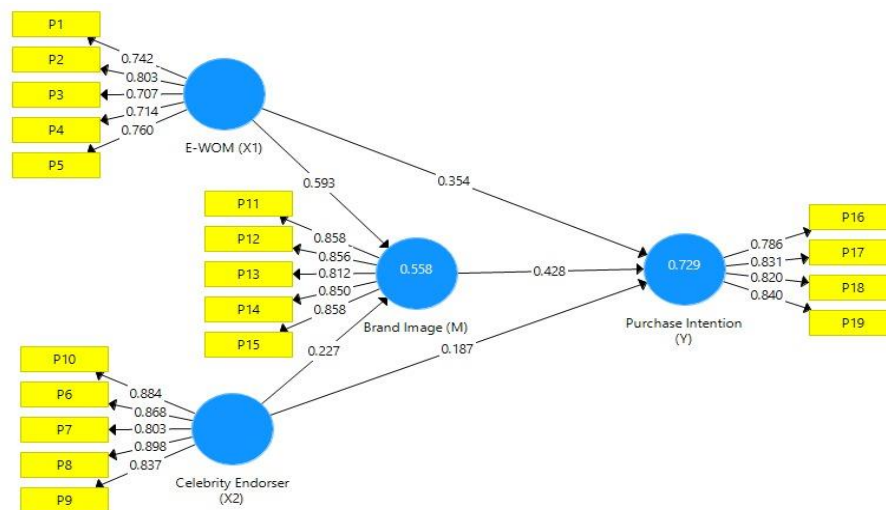 P1
P2
P3
P4
P5
0.742
0.803
0.707
0.714
0.760
E-WOM (X1)
0.593
0.354
P11
P12
P13
P14
P15
0.858
0.856
0.812
0.850
0.858
0.558
Brand Image (M)
0.428
0.729
Purchase Intention
(Y)
0.786
0.831
0.820
0.840
P16
P17
P18
P19
0.227
0.187
P10
P6
P7
P8
P9
0.884
0.868
0.803
0.898
0.837
Celebrity Endorser
(X2)